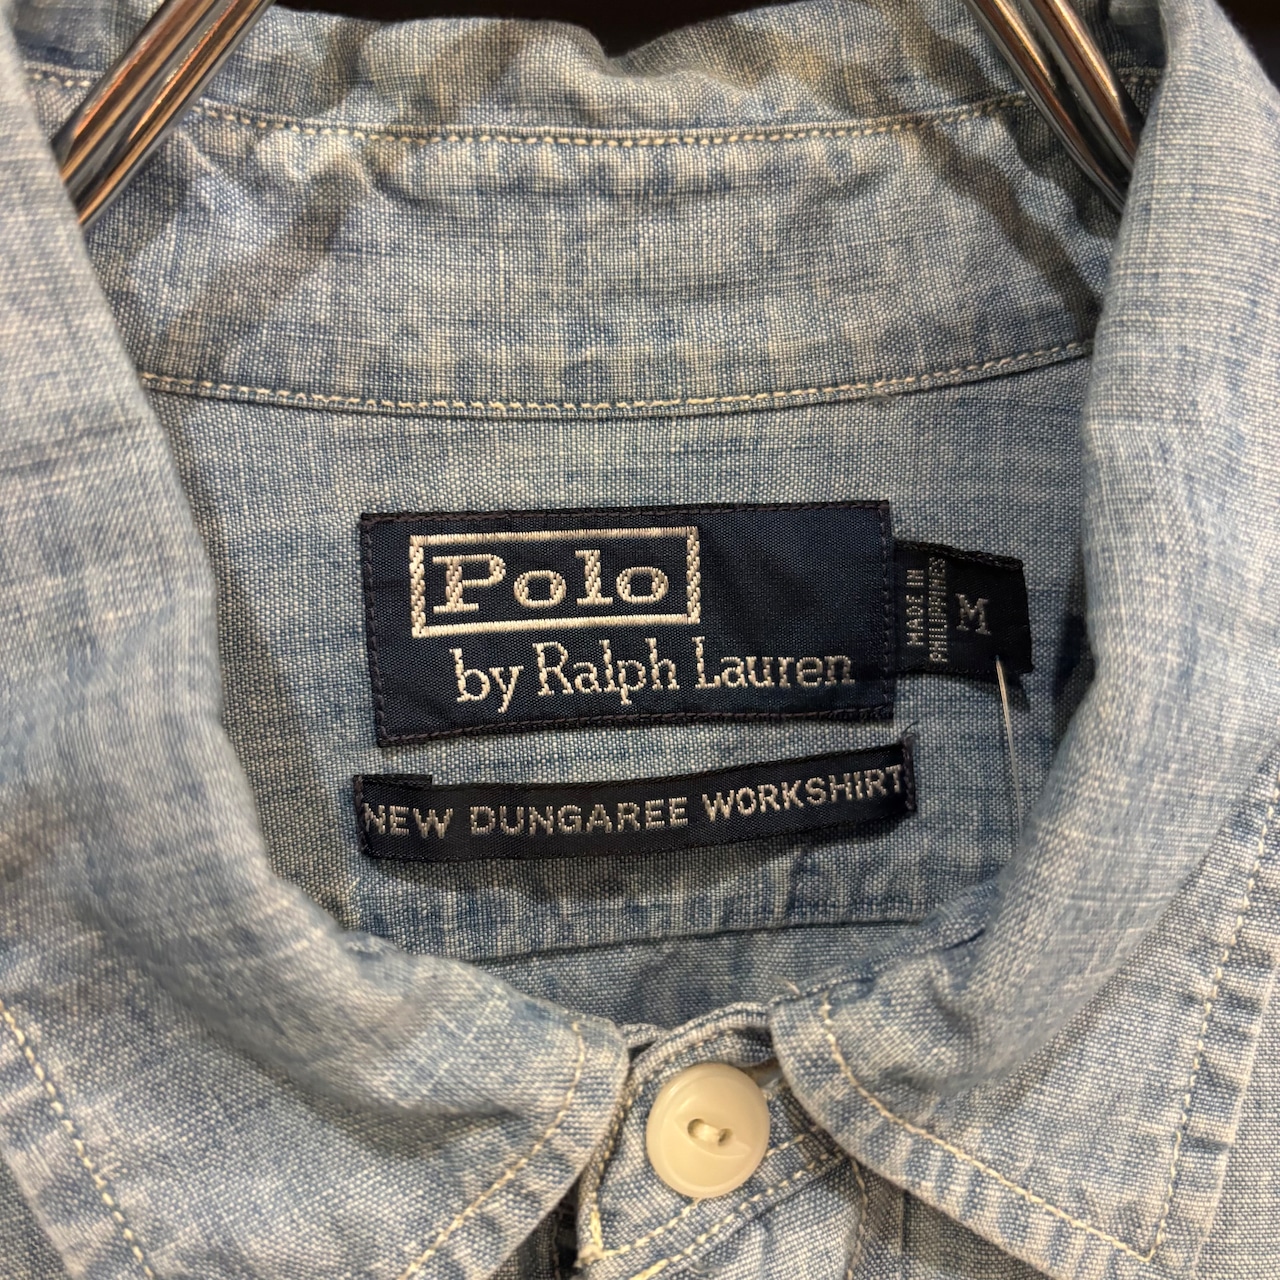 Polo
by Ralph Lauren
MADE IN
PHILIPPINES
M
NEW DUNGAREE WORKSHIRT